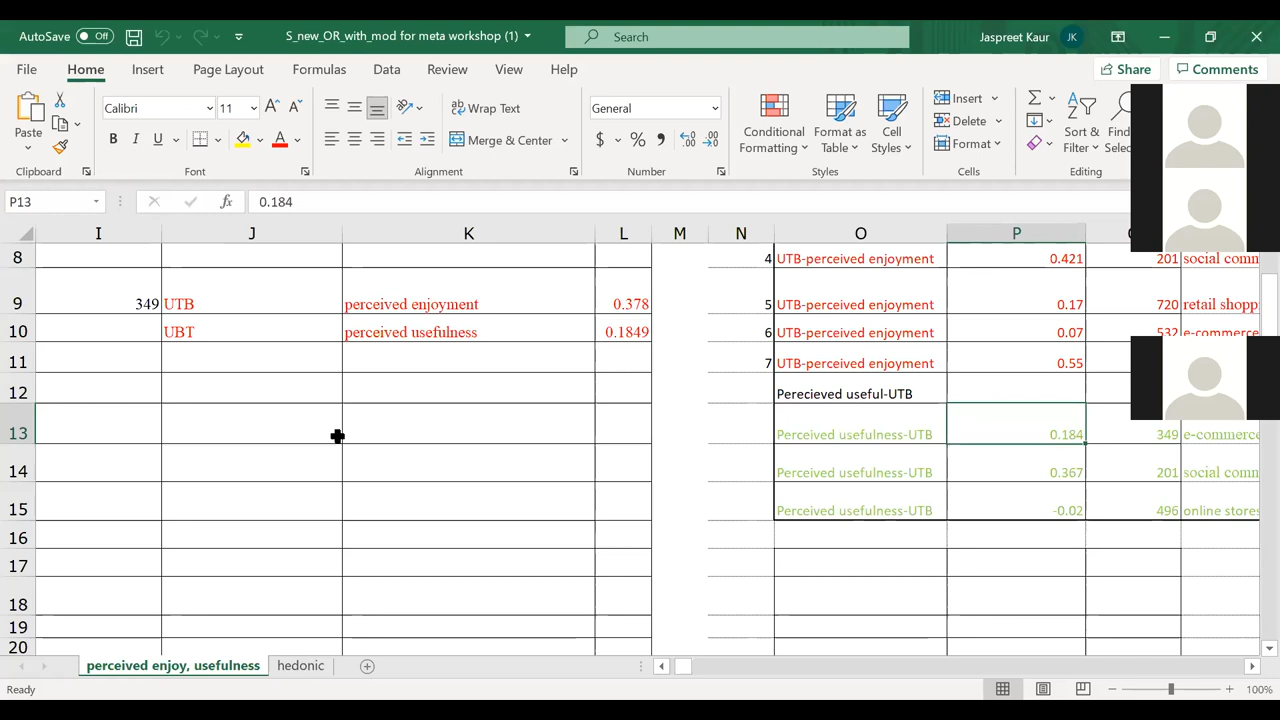 AutoSave Off S_new_OR_with_mod for meta workshop (1) Search Jaspreet Kaur JK
File Home Insert Page Layout Formulas Data Review View Help Share Comments
Calibri 11 Wrap Text General Insert
Paste Conditional Formatting Format as Table Cell Styles Delete Sort & Filter
B I U Merge & Center $ % Format
Clipboard Font Alignment Number Styles Cells Editing
P13 fx 0.184
I J K L M N O P
8 4 UTB-perceived enjoyment 0.421 201 social comm
9 349 UTB perceived enjoyment 0.378 5 UTB-perceived enjoyment 0.17 720 retail shopp
10 UBT perceived usefulness 0.1849 6 UTB-perceived enjoyment 0.07 532 e-commerce
11 7 UTB-perceived enjoyment 0.55
12 Perecieved useful-UTB
13 Perceived usefulness-UTB 0.184 349 e-commerce
14 Perceived usefulness-UTB 0.367 201 social comm
15 Perceived usefulness-UTB -0.02 496 online stores
16
17
18
19
20
perceived enjoy, usefulness hedonic
Ready 100%